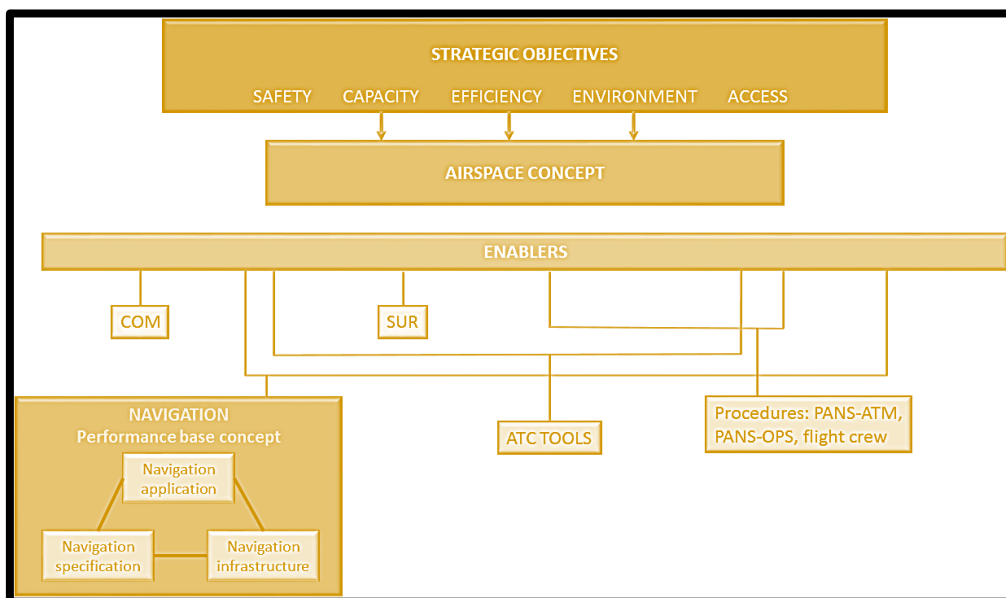 STRATEGIC OBJECTIVES
SAFETY CAPACITY EFFICIENCY ENVIRONMENT ACCESS
AIRSPACE CONCEPT
ENABLERS
COM
SUR
NAVIGATION
Performance base concept
Navigation
application
Navigation
specification
Navigation
infrastructure
ATC TOOLS
Procedures: PANS-ATM,
PANS-OPS, flight crew